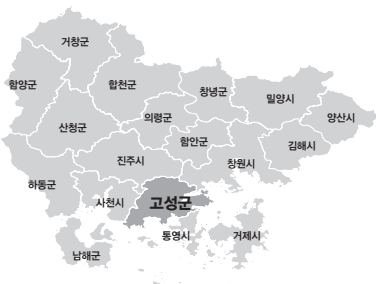 거창군
함양군
합천군
창녕군
밀양시
의령군
양산시
산청군
함안군
김해시
진주시
창원시
하동군
사천시
고성군
통영시
거제시
남해군